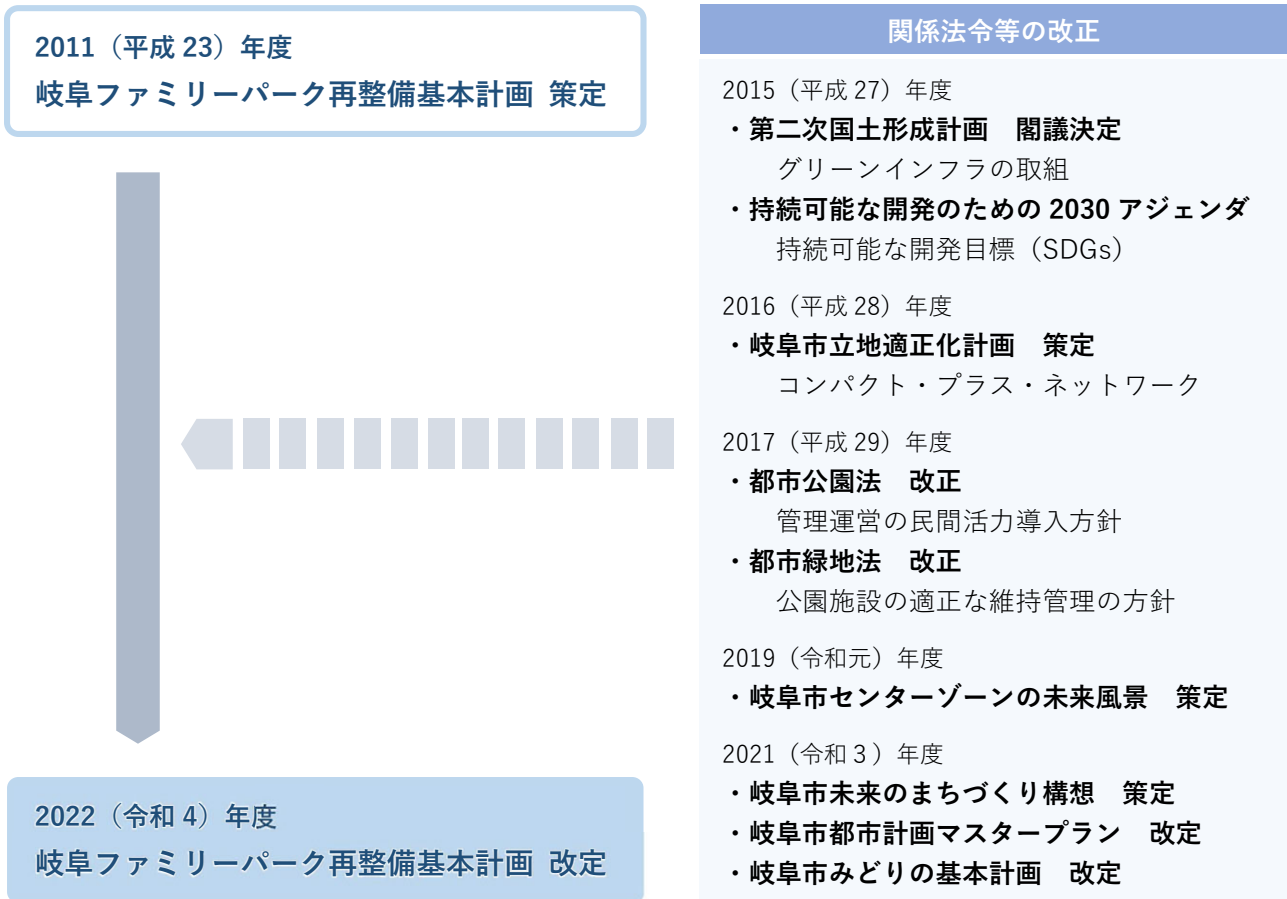 2011（平成 23）年度
岐阜ファミリーパーク再整備基本計画 策定
2022（令和 4）年度
岐阜ファミリーパーク再整備基本計画 改定
関係法令等の改正
2015（平成 27）年度
・第二次国土形成計画　閣議決定
グリーンインフラの取組
・持続可能な開発のための 2030 アジェンダ
持続可能な開発目標（SDGs）
2016（平成 28）年度
・岐阜市立地適正化計画　策定
コンパクト・プラス・ネットワーク
2017（平成 29）年度
・都市公園法　改正
管理運営の民間活力導入方針
・都市緑地法　改正
公園施設の適正な維持管理の方針
2019（令和元）年度
・岐阜市センターゾーンの未来風景　策定
2021（令和３）年度
・岐阜市未来のまちづくり構想　策定
・岐阜市都市計画マスタープラン　改定
・岐阜市みどりの基本計画　改定